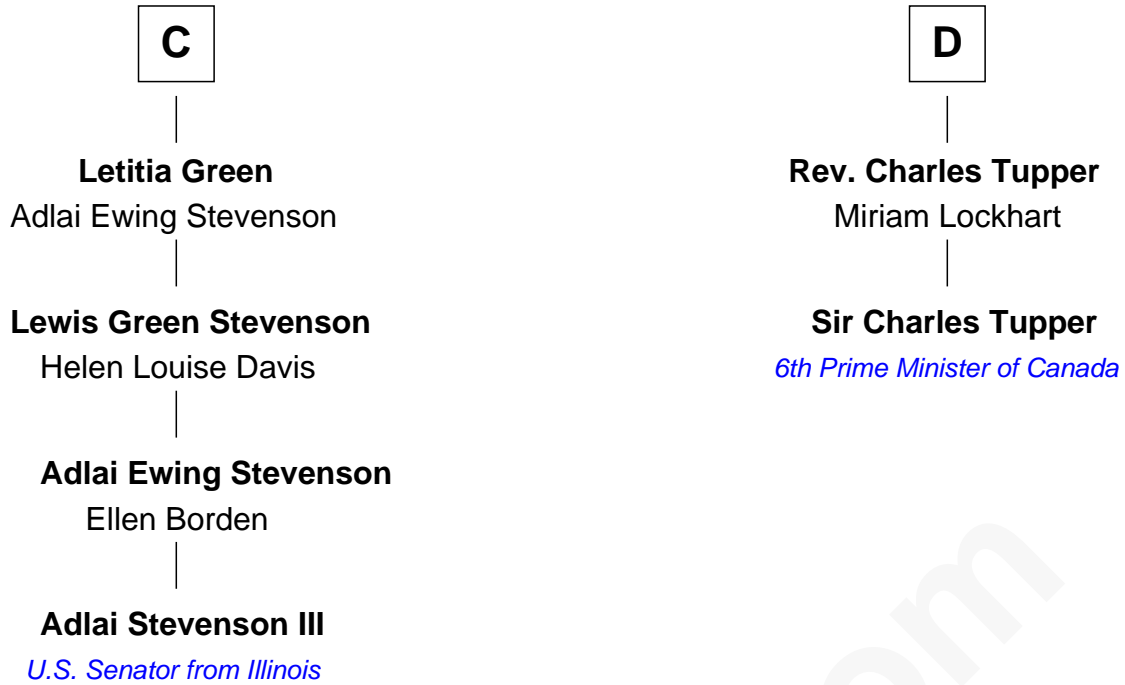 C
Letitia Green
Adlai Ewing Stevenson
Lewis Green Stevenson
Helen Louise Davis
Adlai Ewing Stevenson
Ellen Borden
Adlai Stevenson III
U.S. Senator from Illinois
D
Rev. Charles Tupper
Miriam Lockhart
Sir Charles Tupper
6th Prime Minister of Canada
om